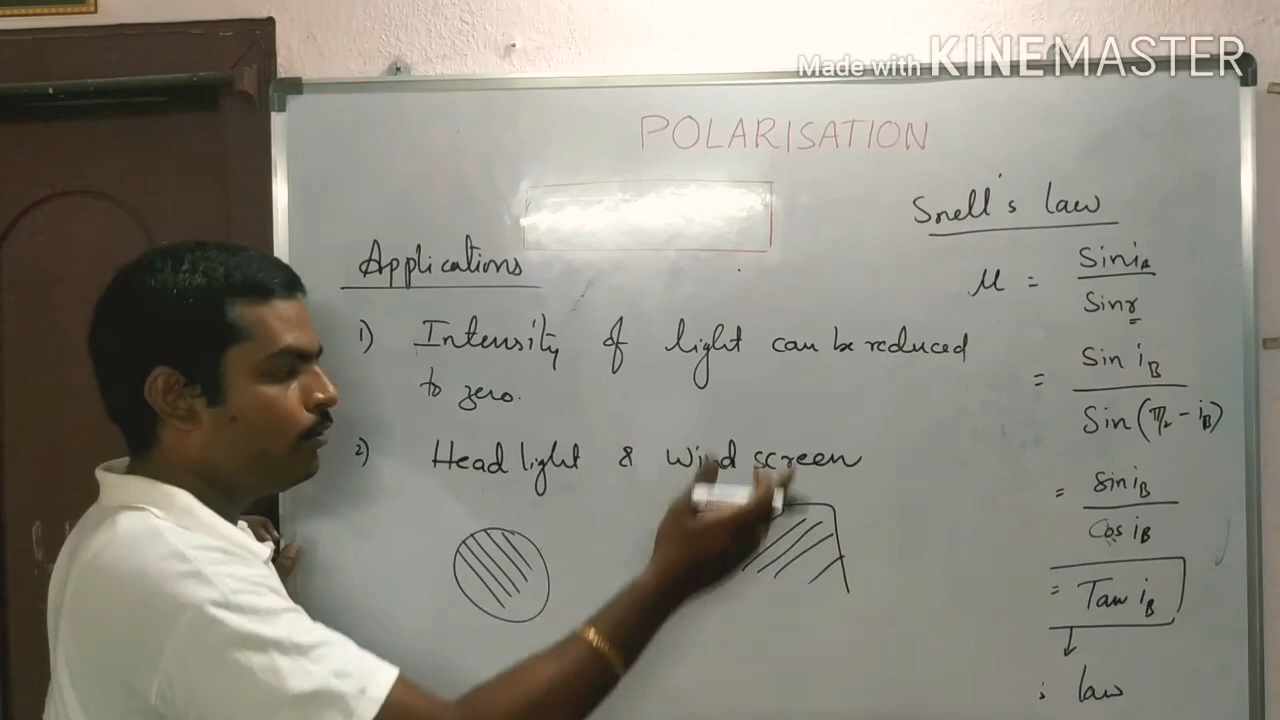 Made with KINEMASTER
POLARISATION
Applications
1) Intensity of light can be reduced
to zero.
2) Head light & Wind screen
Snell's law
μ = Sin i_B / Sin r
= Sin i_B / Sin (π/2 - i_B)
= Sin i_B / Cos i_B
= Tan i_B
law